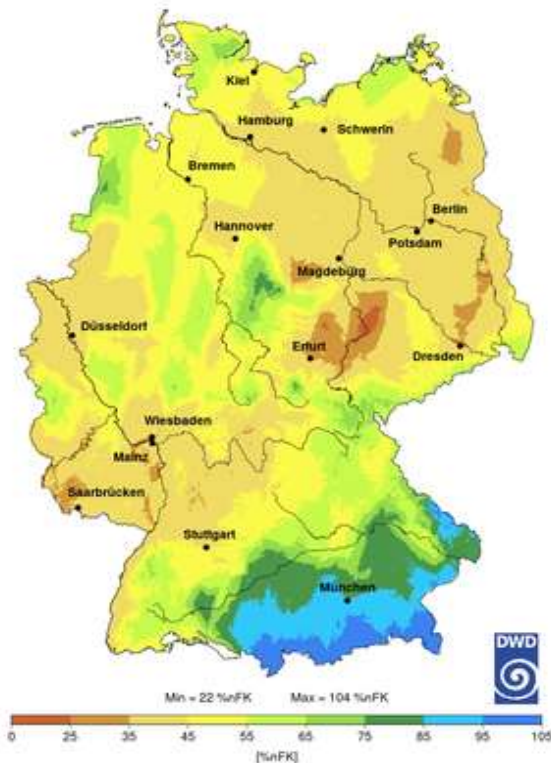 Kiel
Hamburg
Schwerin
Bremen
Berlin
Hannover
Potsdam
Magdeburg
Düsseldorf
Erfurt
Dresden
Wiesbaden
Mainz
Saarbrücken
Stuttgart
München
DWD
Min = 22 %nFK Max = 104 %nFK
0 25 35 45 55 65 75 85 95 105
[%nFK]